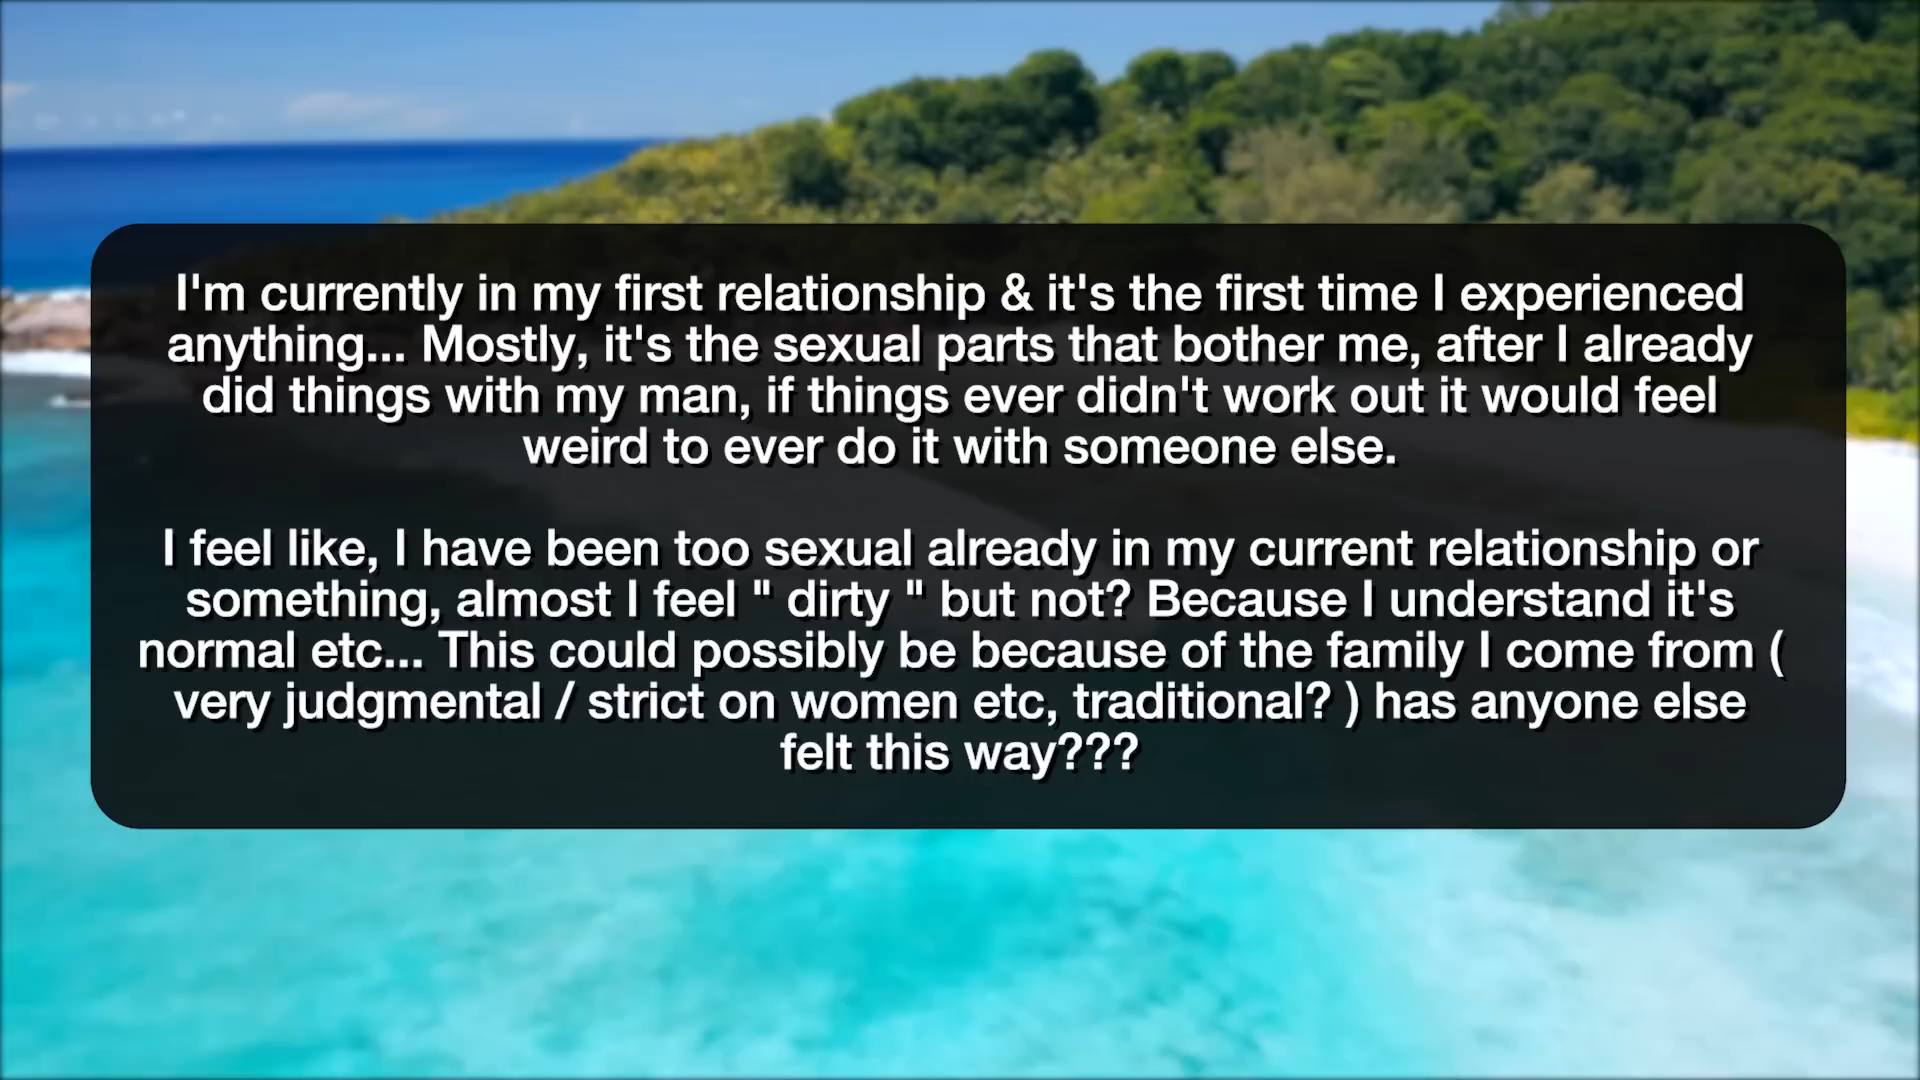 I'm currently in my first relationship & it's the first time I experienced
anything... Mostly, it's the sexual parts that bother me, after I already
did things with my man, if things ever didn't work out it would feel
weird to ever do it with someone else.
I feel like, I have been too sexual already in my current relationship or
something, almost I feel " dirty " but not? Because I understand it's
normal etc... This could possibly be because of the family I come from (
very judgmental / strict on women etc, traditional? ) has anyone else
felt this way???